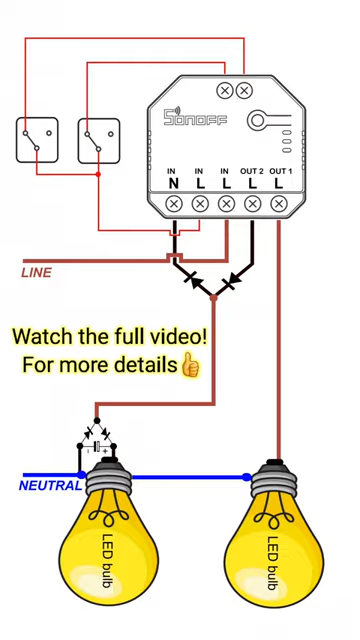 SONOFF
IN IN IN OUT 2 OUT 1
N L L L L
LINE
Watch the full video!
For more details👍
- +
NEUTRAL
LED bulb
LED bulb